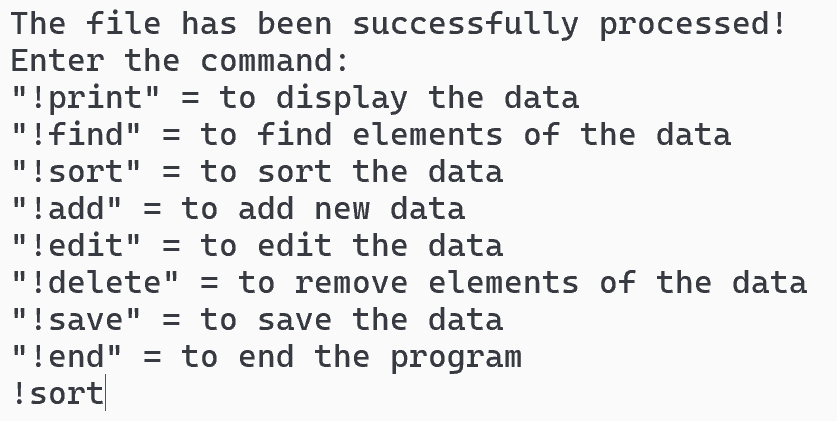 The file has been successfully processed!
Enter the command:
"!print" = to display the data
"!find" = to find elements of the data
"!sort" = to sort the data
"!add" = to add new data
"!edit" = to edit the data
"!delete" = to remove elements of the data
"!save" = to save the data
"!end" = to end the program
!sort